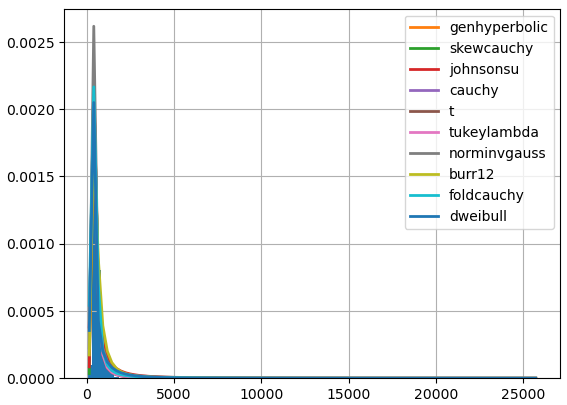 genhyperbolic
skewcauchy
johnsonsu
cauchy
t
tukeylambda
norminvgauss
burr12
foldcauchy
dweibull
0.0025
0.0020
0.0015
0.0010
0.0005
0.0000
0 5000 10000 15000 20000 25000